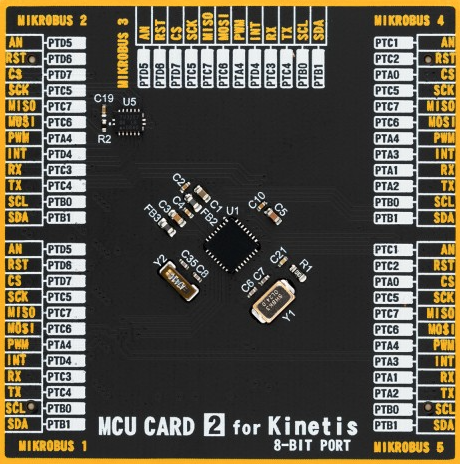 MIKROBUS 2
AN PTD5
RST PTD6
CS PTD7
SCK PTC5
MISO PTC7
MOSI PTC6
PWM PTA4
INT PTD4
RX PTC3
TX PTC4
SCL PTB0
SDA PTB1
MIKROBUS 3
AN PTD5
RST PTD6
CS PTD7
SCK PTC5
MISO PTC7
MOSI PTC6
PWM PTA4
INT PTD4
RX PTC3
TX PTC4
SCL PTB0
SDA PTB1
MIKROBUS 4
PTC1 AN
PTC2 RST
PTA0 CS
PTC5 SCK
PTC7 MISO
PTC6 MOSI
PTA4 PWM
PTA3 INT
PTA1 RX
PTA2 TX
PTB0 SCL
PTB1 SDA
C19
U5
R2
C2
C1
C3
C4
FB3
FB2
U1
C10
C5
Y2
C35
C8
C21
R1
C6
C7
Y1
AN PTD5
RST PTD6
CS PTD7
SCK PTC5
MISO PTC7
MOSI PTC6
PWM PTA4
INT PTD4
RX PTC3
TX PTC4
SCL PTB0
SDA PTB1
MIKROBUS 1
PTC1 AN
PTC2 RST
PTA0 CS
PTC5 SCK
PTC7 MISO
PTC6 MOSI
PTA4 PWM
PTA3 INT
PTA1 RX
PTA2 TX
PTB0 SCL
PTB1 SDA
MIKROBUS 5
MCU CARD 2 for Kinetis
8-BIT PORT